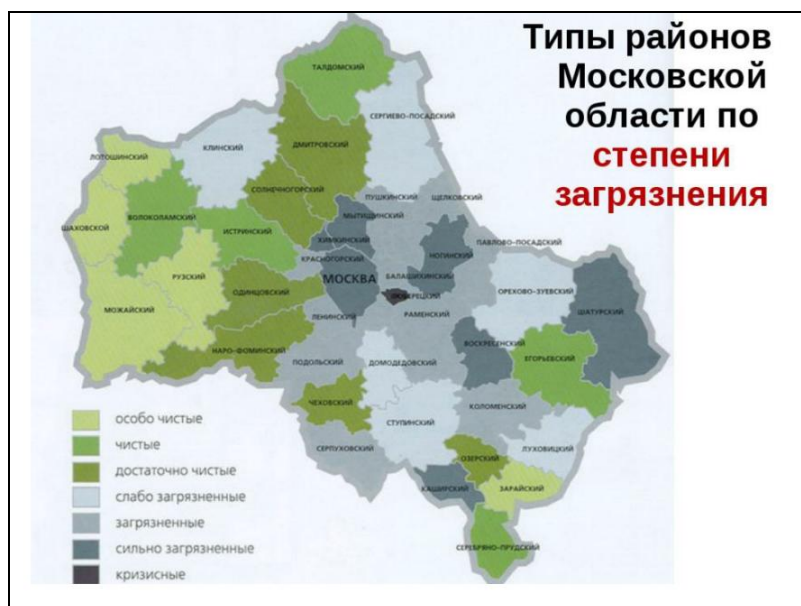 Типы районов
Московской
области по
степени
загрязнения
ТАЛДОМСКИЙ
СЕРГИЕВО-ПОСАДСКИЙ
ДМИТРОВСКИЙ
КЛИНСКИЙ
ЛОТОШИНСКИЙ
СОЛНЕЧНОГОРСКИЙ
ПУШКИНСКИЙ
ЩЕЛКОВСКИЙ
ВОЛОКОЛАМСКИЙ
МЫТИЩИНСКИЙ
ШАХОВСКОЙ
ИСТРИНСКИЙ
ХИМКИНСКИЙ
ПАВЛОВО-ПОСАДСКИЙ
КРАСНОГОРСКИЙ
НОГИНСКИЙ
РУЗСКИЙ
МОСКВА
БАЛАШИХИНСКИЙ
ОДИНЦОВСКИЙ
ОРЕХОВО-ЗУЕВСКИЙ
МОЖАЙСКИЙ
ЛЕНИНСКИЙ
РАМЕНСКИЙ
ШАТУРСКИЙ
НАРО-ФОМИНСКИЙ
ВОСКРЕСЕНСКИЙ
ПОДОЛЬСКИЙ
ДОМОДЕДОВСКИЙ
ЕГОРЬЕВСКИЙ
ЧЕХОВСКИЙ
КОЛОМЕНСКИЙ
СТУПИНСКИЙ
СЕРПУХОВСКИЙ
ЛУХОВИЦКИЙ
ОЗЕРСКИЙ
КАШИРСКИЙ
ЗАРАЙСКИЙ
СЕРЕБРЯНО-ПРУДСКИЙ
особо чистые
чистые
достаточно чистые
слабо загрязненные
загрязненные
сильно загрязненные
кризисные